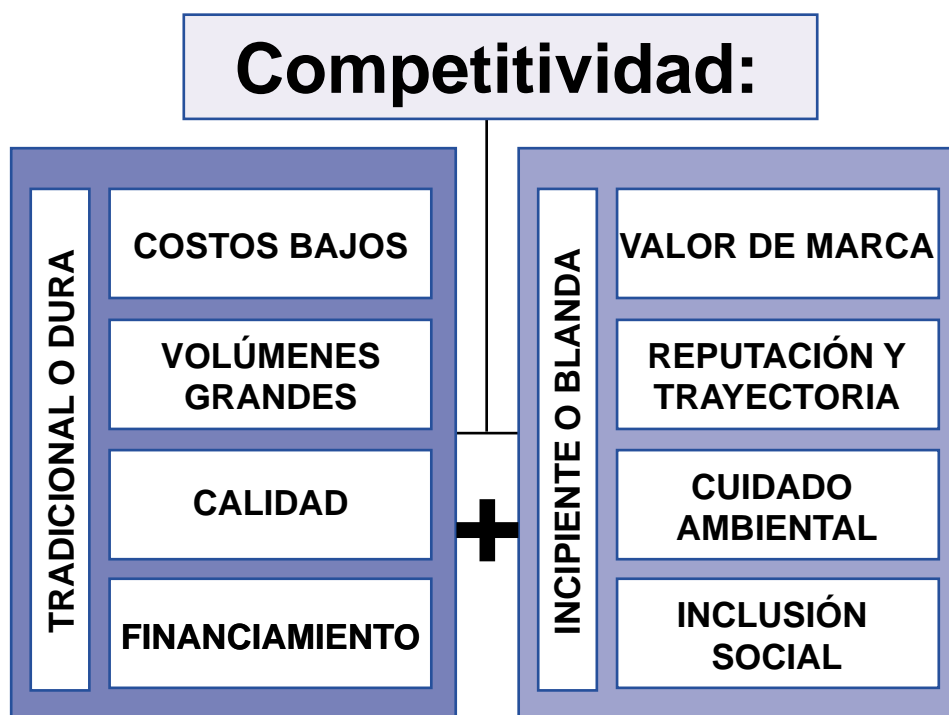 Competitividad:
TRADICIONAL O DURA
COSTOS BAJOS
VOLÚMENES
GRANDES
CALIDAD
FINANCIAMIENTO
+
INCIPIENTE O BLANDA
VALOR DE MARCA
REPUTACIÓN Y
TRAYECTORIA
CUIDADO
AMBIENTAL
INCLUSIÓN
SOCIAL